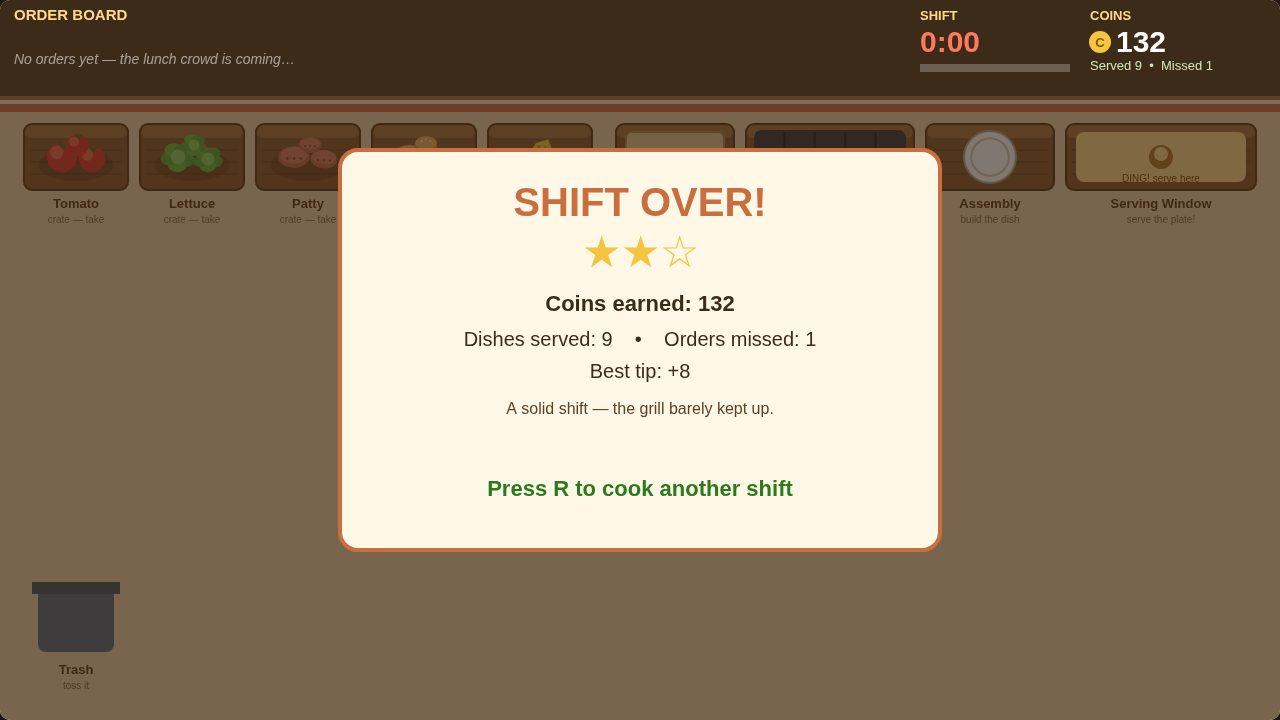 ORDER BOARD
SHIFT
COINS
0:00
C 132
No orders yet — the lunch crowd is coming…
Served 9 • Missed 1
DING! serve here
Tomato
Lettuce
Patty
Assembly
Serving Window
crate — take
crate — take
crate — take
build the dish
serve the plate!
SHIFT OVER!
★★☆
Coins earned: 132
Dishes served: 9 • Orders missed: 1
Best tip: +8
A solid shift — the grill barely kept up.
Press R to cook another shift
Trash
toss it